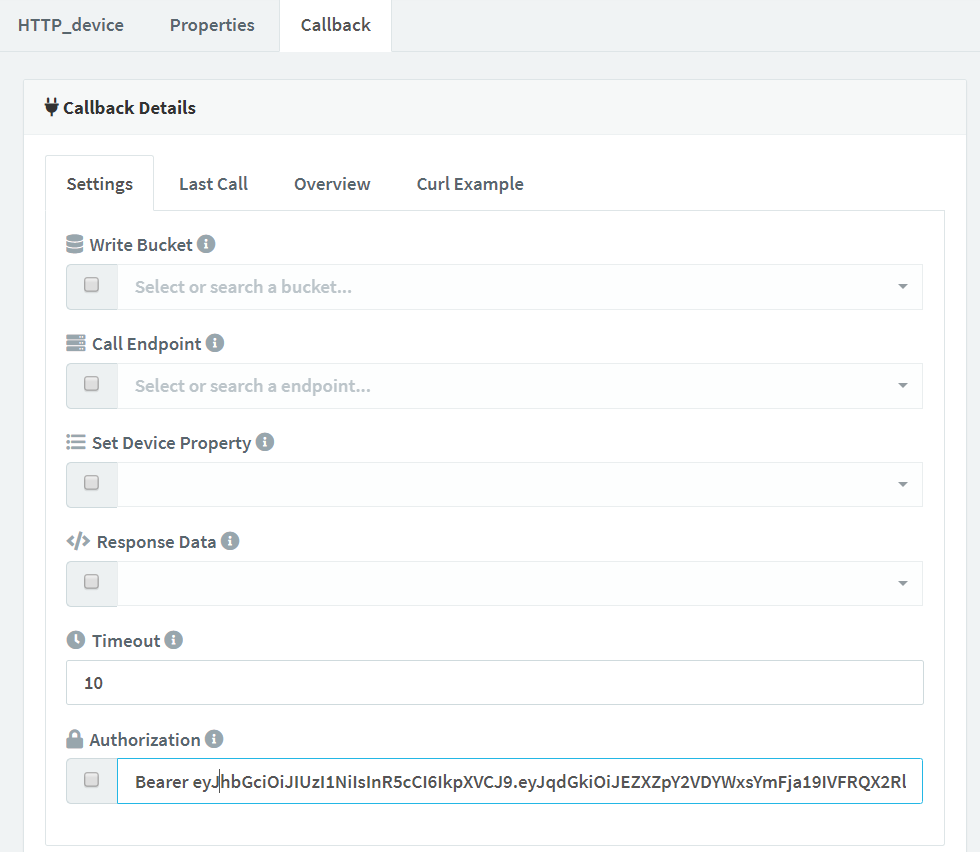 HTTP_device Properties Callback
Callback Details
Settings Last Call Overview Curl Example
Write Bucket
Select or search a bucket...
Call Endpoint
Select or search a endpoint...
Set Device Property
Response Data
Timeout
10
Authorization
Bearer eyJhbGciOiJIUzI1NiIsInR5cCI6IkpXVCJ9.eyJqdGkiOiJEZXZpY2VDYWxsYmFja19IVFRQX2Rl